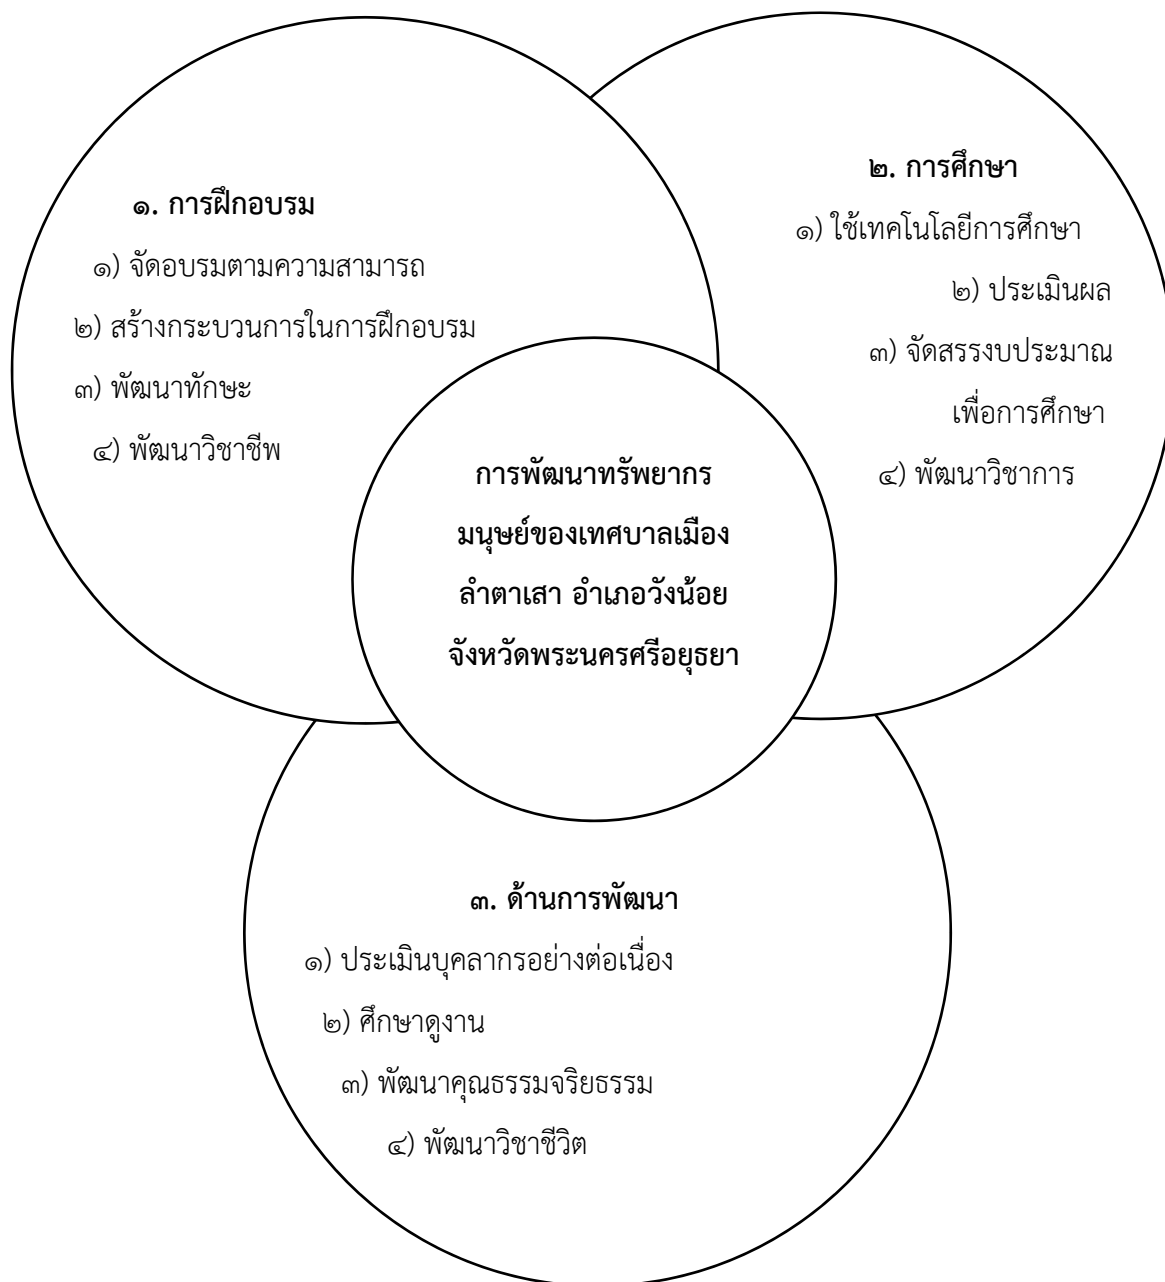 ๑. การฝึกอบรม
๑) จัดอบรมตามความสามารถ
๒) สร้างกระบวนการในการฝึกอบรม
๓) พัฒนาทักษะ
๔) พัฒนาวิชาชีพ
๒. การศึกษา
๑) ใช้เทคโนโลยีการศึกษา
๒) ประเมินผล
๓) จัดสรรงบประมาณ
เพื่อการศึกษา
๔) พัฒนาวิชาการ
การพัฒนาทรัพยากร
มนุษย์ของเทศบาลเมือง
ลำตาเสา อำเภอวังน้อย
จังหวัดพระนครศรีอยุธยา
๓. ด้านการพัฒนา
๑) ประเมินบุคลากรอย่างต่อเนื่อง
๒) ศึกษาดูงาน
๓) พัฒนาคุณธรรมจริยธรรม
๔) พัฒนาวิชาชีวิต